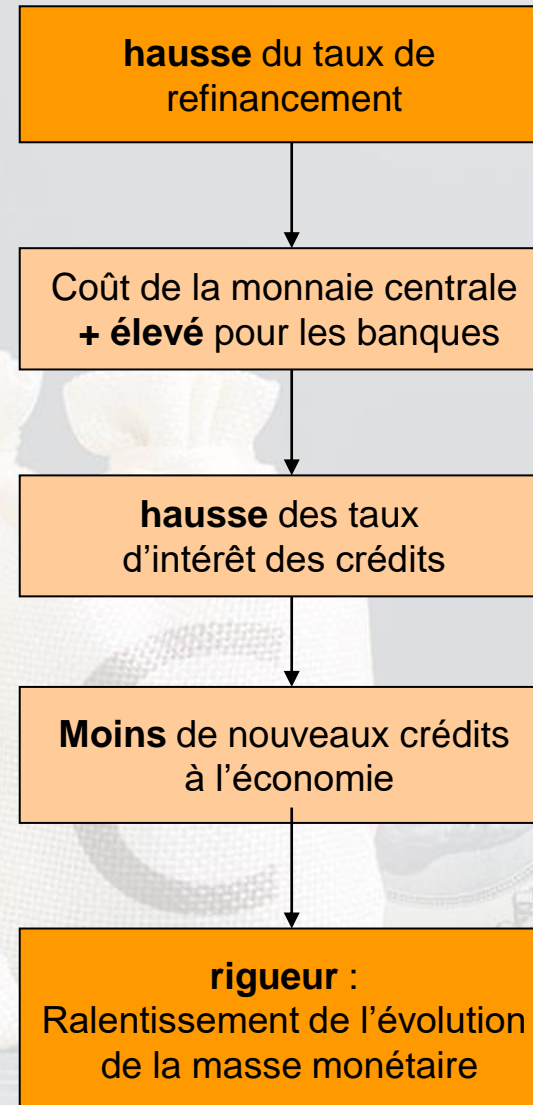 hausse du taux de
refinancement
Coût de la monnaie centrale
+ élevé pour les banques
hausse des taux
d’intérêt des crédits
Moins de nouveaux crédits
à l’économie
rigueur :
Ralentissement de l’évolution
de la masse monétaire